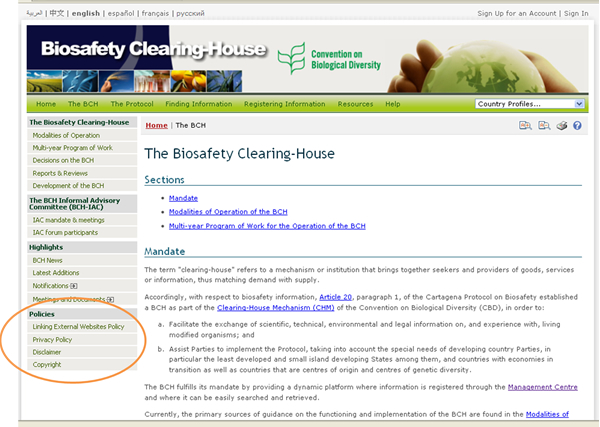 العربية | 中文 | english | español | français | русский
Sign Up for an Account | Sign In
Biosafety Clearing-House
Convention on
Biological Diversity
Home The BCH The Protocol Finding Information Registering Information Resources Help
Country Profiles...
The Biosafety Clearing-House
Modalities of Operation
Multi-year Program of Work
Decisions on the BCH
Reports & Reviews
Development of the BCH
The BCH Informal Advisory
Committee (BCH-IAC)
IAC mandate & meetings
IAC forum participants
Highlights
BCH News
Latest Additions
Notifications
Meetings and Documents
Policies
Linking External Websites Policy
Privacy Policy
Disclaimer
Copyright
Home | The BCH
The Biosafety Clearing-House
Sections
• Mandate
• Modalities of Operation of the BCH
• Multi-year Program of Work for the Operation of the BCH
Mandate
The term "clearing-house" refers to a mechanism or institution that brings together seekers and providers of goods, services
or information, thus matching demand with supply.
Accordingly, with respect to biosafety information, Article 20, paragraph 1, of the Cartagena Protocol on Biosafety established
a BCH as part of the Clearing-House Mechanism (CHM) of the Convention on Biological Diversity (CBD), in order to:
a. Facilitate the exchange of scientific, technical, environmental and legal information on, and experience with, living
modified organisms; and
b. Assist Parties to implement the Protocol, taking into account the special needs of developing country Parties, in
particular the least developed and small island developing States among them, and countries with economies in
transition as well as countries that are centres of origin and centres of genetic diversity.
The BCH fulfills its mandate by providing a dynamic platform where information is registered through the Management Centre
and where it can be easily searched and retrieved.
Currently, the primary sources of guidance on the functioning and implementation of the BCH are found in the Modalities of